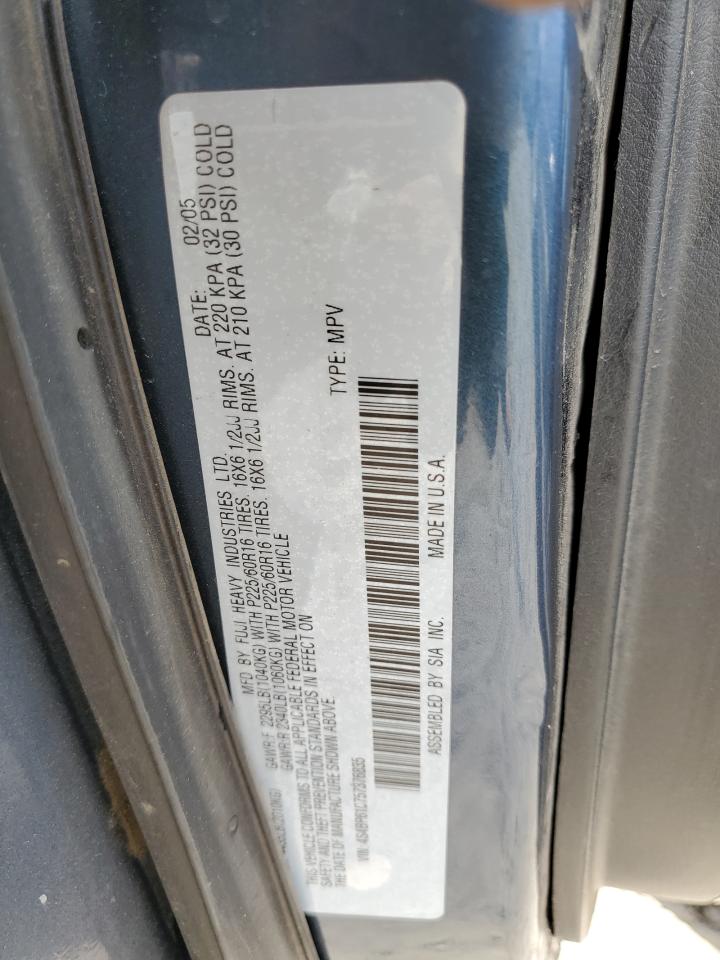 MFD BY FUJI HEAVY INDUSTRIES LTD. DATE: 02/05
GAWR:F 2295LB(1040KG) WITH P225/60R16 TIRES. 16X6 1/2JJ RIMS. AT 220 KPA (32 PSI) COLD
GAWR:R 2340LB(1060KG) WITH P225/60R16 TIRES. 16X6 1/2JJ RIMS. AT 210 KPA (30 PSI) COLD
THIS VEHICLE CONFORMS TO ALL APPLICABLE FEDERAL MOTOR VEHICLE
SAFETY AND THEFT PREVENTION STANDARDS IN EFFECT ON
THE DATE OF MANUFACTURE SHOWN ABOVE
VIN: 4S4BP61C757376835 TYPE: MPV
ASSEMBLED BY SIA INC. MADE IN U.S.A.